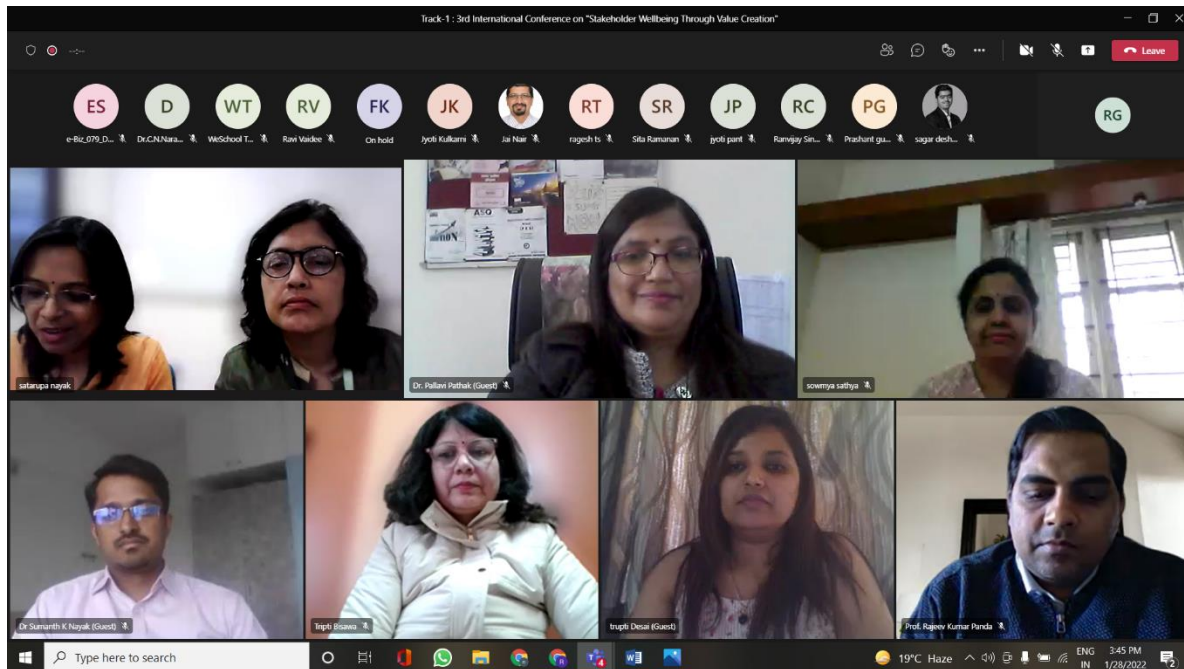 Track-1 : 3rd International Conference on "Stakeholder Wellbeing Through Value Creation"
--:--
Leave
ES D WT RV FK JK RT SR JP RC PG RG
e-Biz_079_D... Dr.C.N.Nara... WeSchool T... Ravi Vaidee On hold Jyoti Kulkarni Jai Nair ragesh ts Sita Ramanan jyoti pant Ranvijay Sin... Prashant gu... sagar desh...
ASQ
satarupa nayak
Dr. Pallavi Pathak (Guest)
sowmya sathya
Dr Sumanth K Nayak (Guest)
Tripti Bisawa
trupti Desai (Guest)
Prof. Rajeev Kumar Panda
Type here to search
19°C Haze
ENG
IN
3:45 PM
1/28/2022